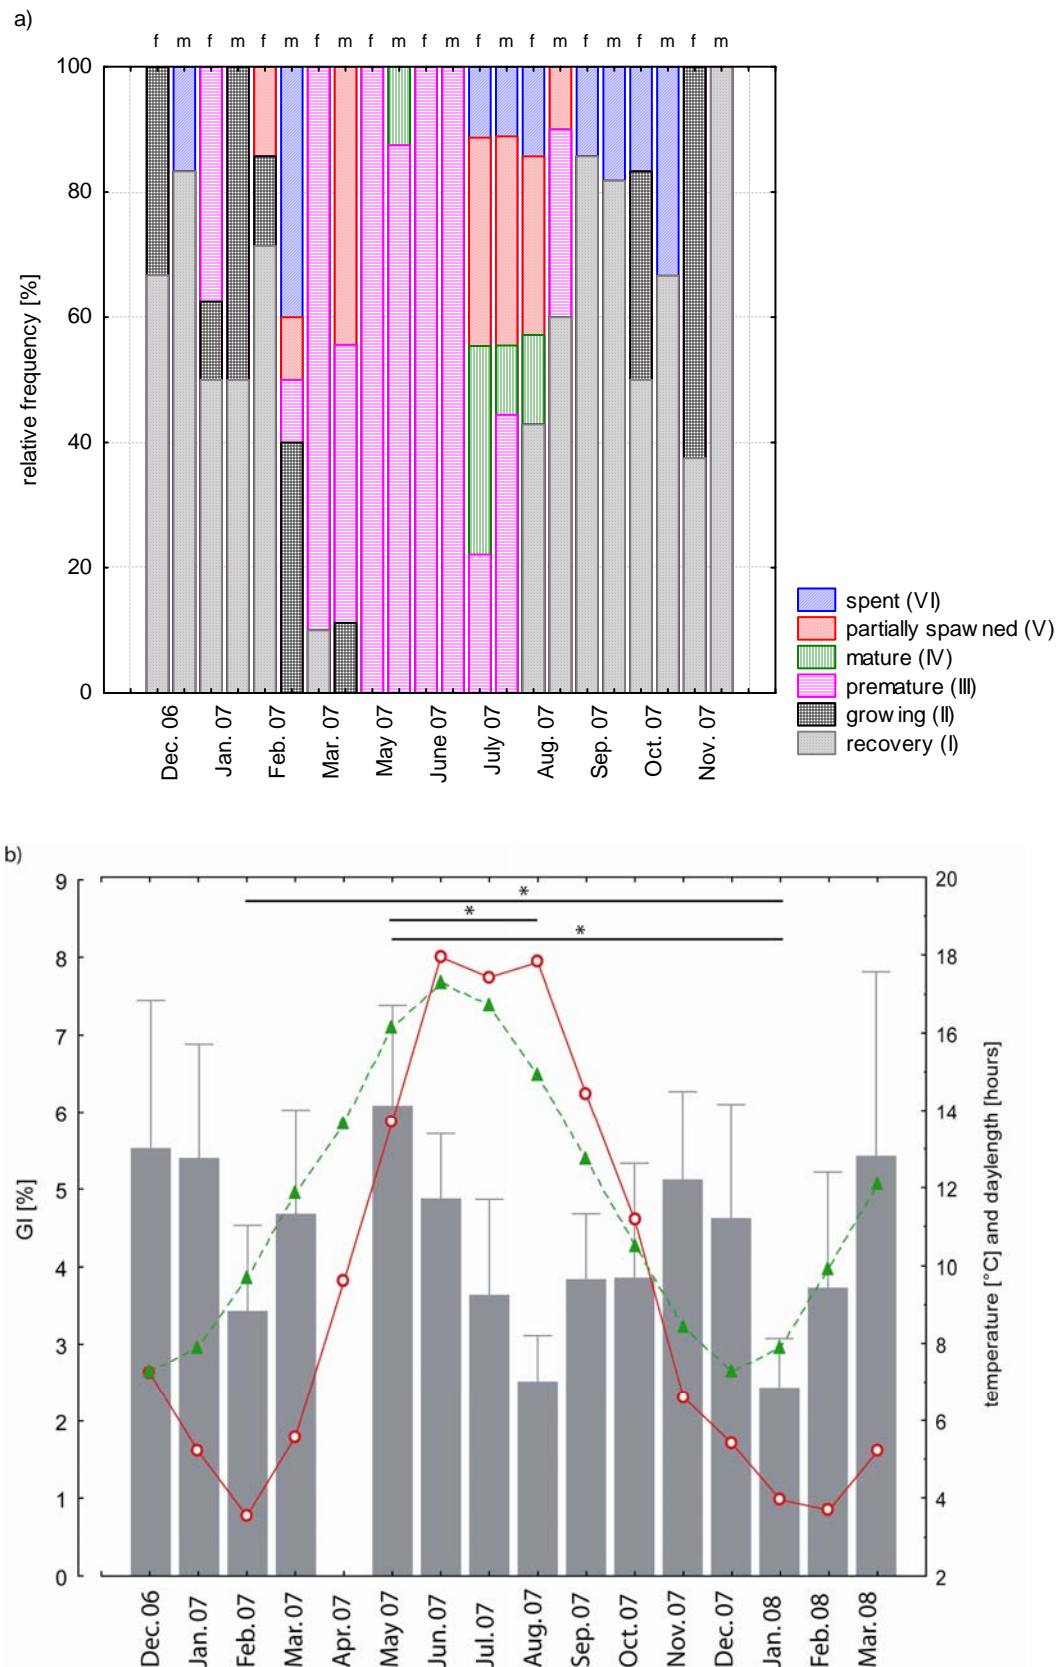 a)
f m f m f m f m f m f m f m f m f m f m f m
100
80
60
40
20
0
relative frequency [%]
Dec. 06
Jan. 07
Feb. 07
Mar. 07
May 07
June 07
July 07
Aug. 07
Sep. 07
Oct. 07
Nov. 07
spent (VI)
partially spawned (V)
mature (IV)
premature (III)
growing (II)
recovery (I)
b)
9
8
7
6
5
4
3
2
1
0
GI [%]
*
*
*
20
18
16
14
12
10
8
6
4
2
temperature [°C] and daylength [hours]
Dec. 06
Jan. 07
Feb. 07
Mar. 07
Apr. 07
May 07
Jun. 07
Jul. 07
Aug. 07
Sep. 07
Oct. 07
Nov. 07
Dec. 07
Jan. 08
Feb. 08
Mar. 08